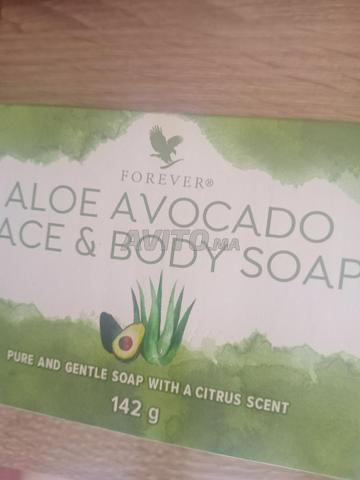 FOREVER®
ALOE AVOCADO
ACE & BODY SOAP
AVITO.MA
PURE AND GENTLE SOAP WITH A CITRUS SCENT
142 g